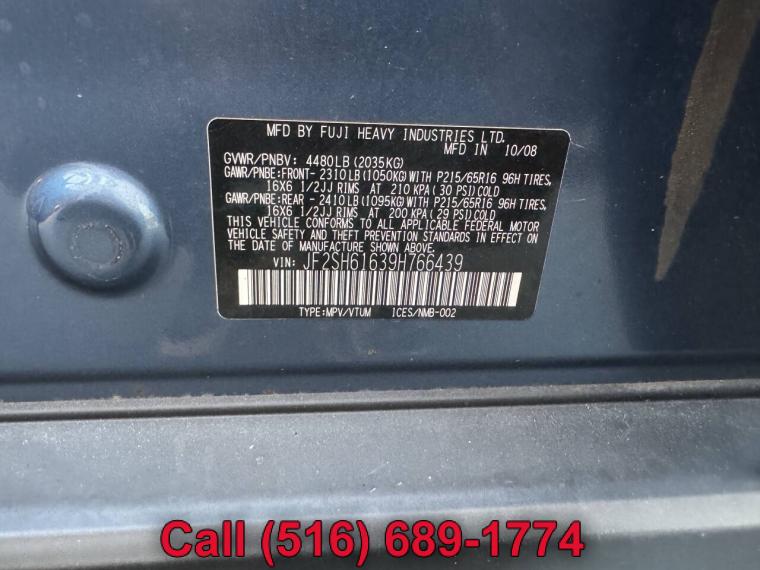 MFD BY FUJI HEAVY INDUSTRIES LTD.
MFD IN 10/08
GVWR/PNBV: 4480LB(2035KG)
GAWR/PNBE:FRONT- 2310LB(1050KG)WITH P215/65R16 96H TIRES,
16X6 1/2JJ RIMS AT 210 KPA(30 PSI)COLD
GAWR/PNBE:REAR - 2410LB(1095KG)WITH P215/65R16 96H TIRES,
16X6 1/2JJ RIMS AT 200 KPA(29 PSI)COLD
THIS VEHICLE CONFORMS TO ALL APPLICABLE FEDERAL MOTOR
VEHICLE SAFETY AND THEFT PREVENTION STANDARDS IN EFFECT ON
THE DATE OF MANUFACTURE SHOWN ABOVE.
VIN: JF2SH61639H766439
TYPE:MPV/VTUM 1CES/NMB-002
Call (516) 689-1774